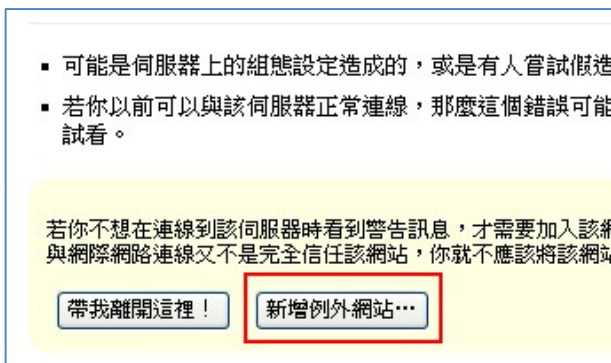 可能是伺服器上的組態設定造成的，或是有人嘗試假造
若你以前可以與該伺服器正常連線，那麼這個錯誤可能
試看。
若你不想在連線到該伺服器時看到警告訊息，才需要加入該網
與網際網路連線又不是完全信任該網站，你就不應該將該網站
帶我離開這裡！
新增例外網站…